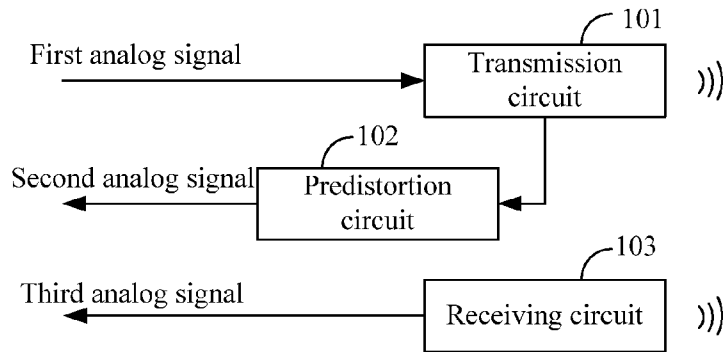 101
First analog signal
Transmission
circuit
102
Second analog signal
Predistortion
circuit
103
Third analog signal
Receiving circuit